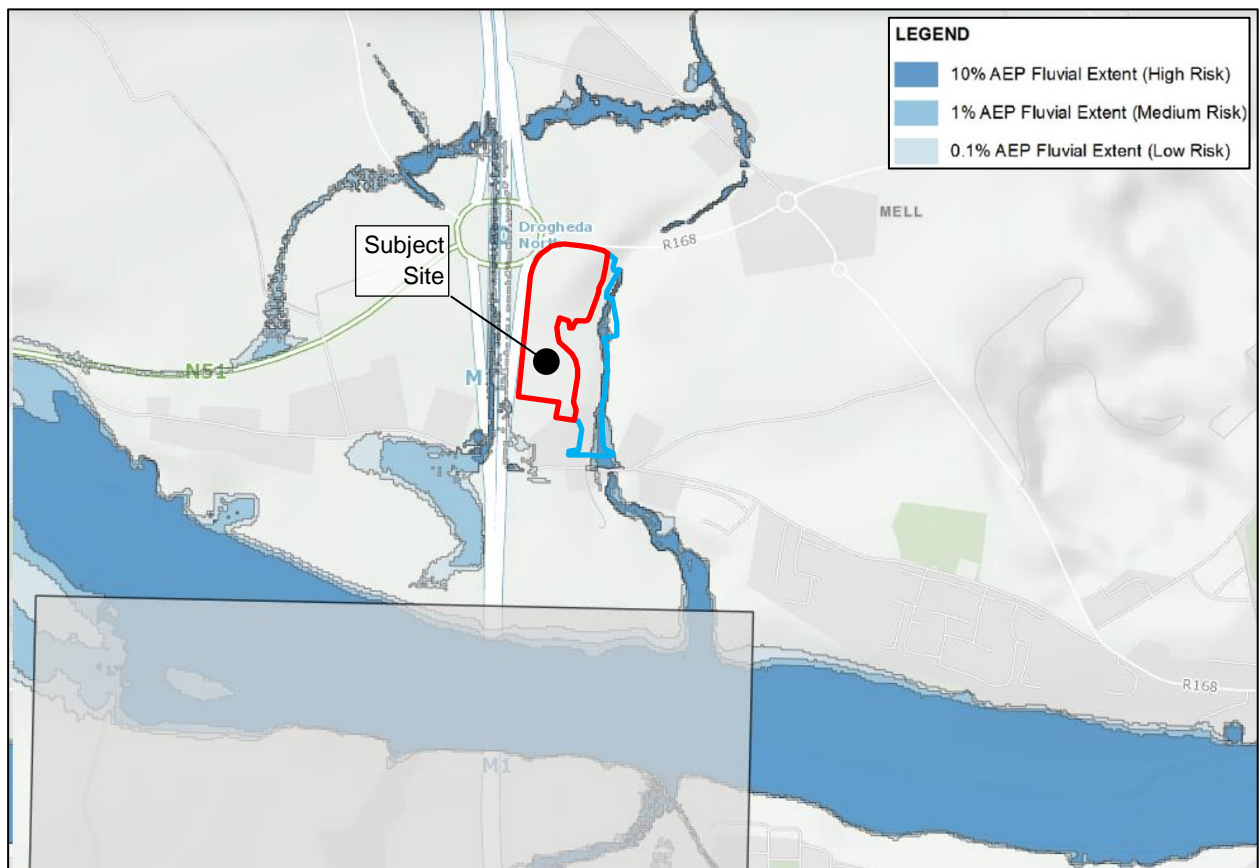 LEGEND
10% AEP Fluvial Extent (High Risk)
1% AEP Fluvial Extent (Medium Risk)
0.1% AEP Fluvial Extent (Low Risk)
MELL
Drogheda
North
R168
Subject
Site
N51
M1
R168
M1